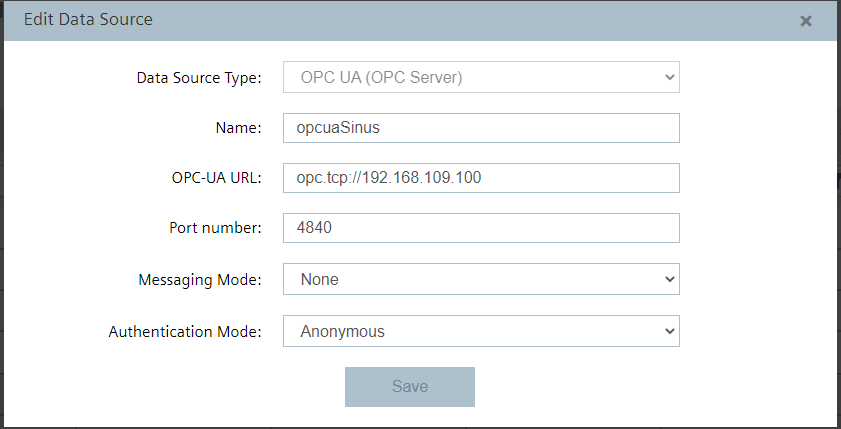 Edit Data Source ×
Data Source Type: OPC UA (OPC Server)
Name: opcuaSinus
OPC-UA URL: opc.tcp://192.168.109.100
Port number: 4840
Messaging Mode: None
Authentication Mode: Anonymous
Save